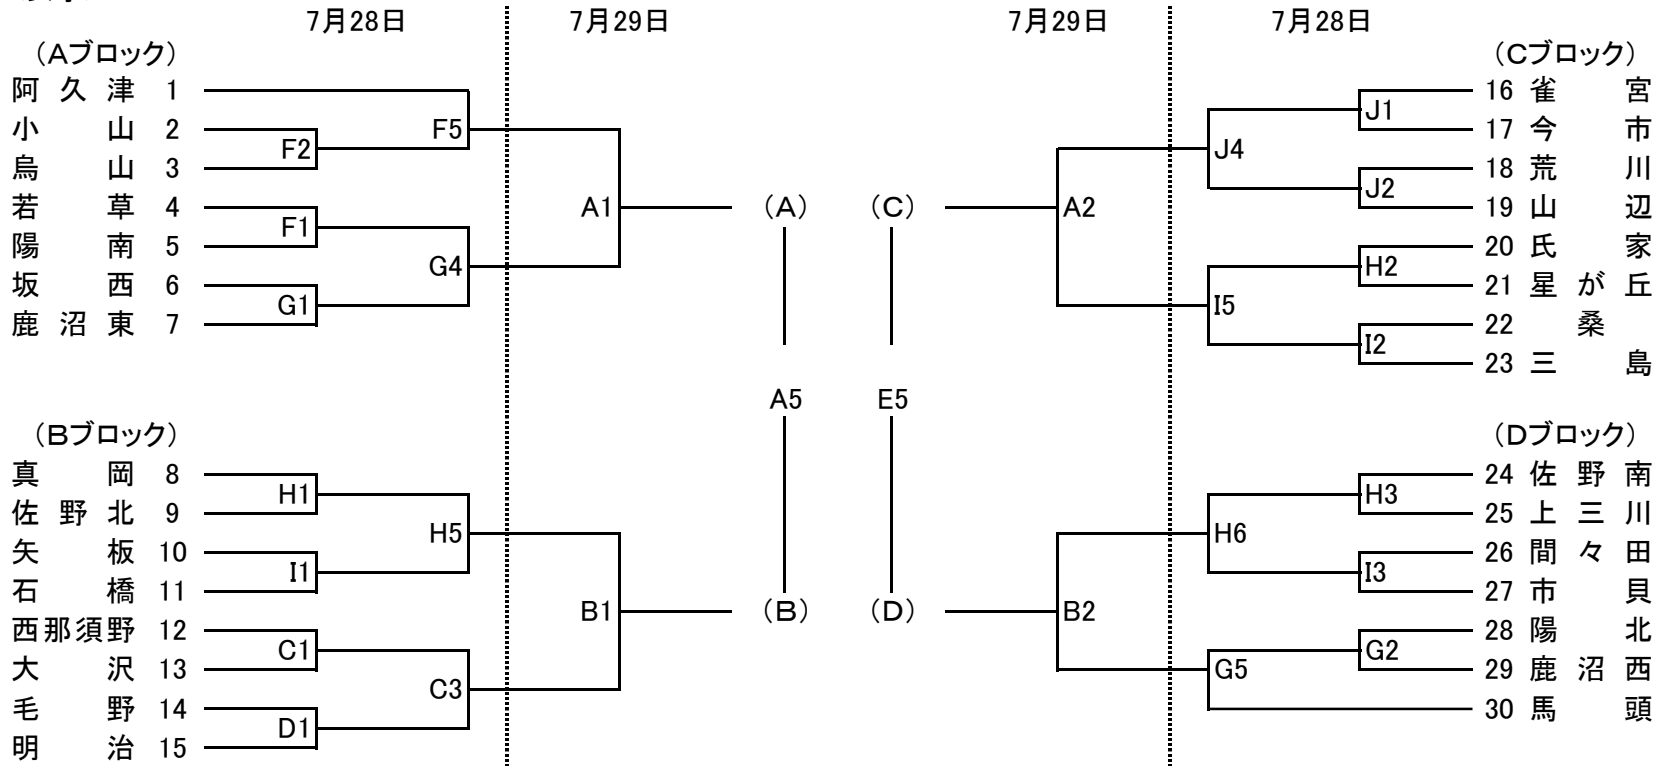 7月28日 7月29日 7月29日 7月28日
（Aブロック） （Cブロック）
阿久津 1 16 雀宮
J1
小山 2 F5 17 今市
F2 J4
烏山 3 18 荒川
J2
若草 4 A1 （A） （C） A2 19 山辺
F1
陽南 5 20 氏家
G4 H2
坂西 6 21 星が丘
G1 I5
鹿沼東 7 22 桑
I2
23 三島
A5 E5
（Bブロック） （Dブロック）
真岡 8 24 佐野南
H1 H3
佐野北 9 25 上三川
H5 H6
矢板 10 26 間々田
I1 I3
石橋 11 27 市貝
B1 （B） （D） B2
西那須野 12 28 陽北
C1 G2
大沢 13 29 鹿沼西
C3 G5
毛野 14 30 馬頭
D1
明治 15